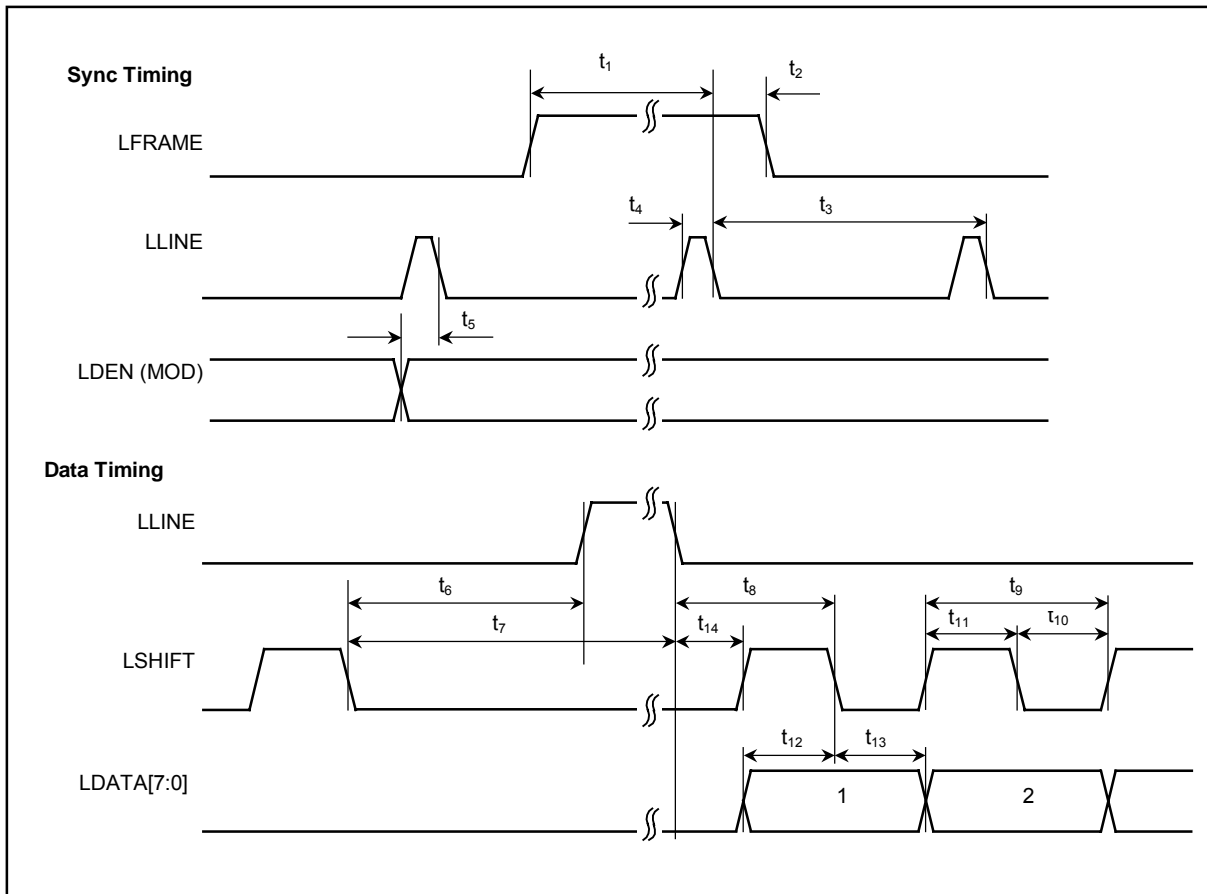 Sync Timing
t1
t2
LFRAME
t4
t3
LLINE
t5
LDEN (MOD)
Data Timing
LLINE
t6
t8
t9
t7
t14
t11
τ10
LSHIFT
t12
t13
LDATA[7:0]
1
2